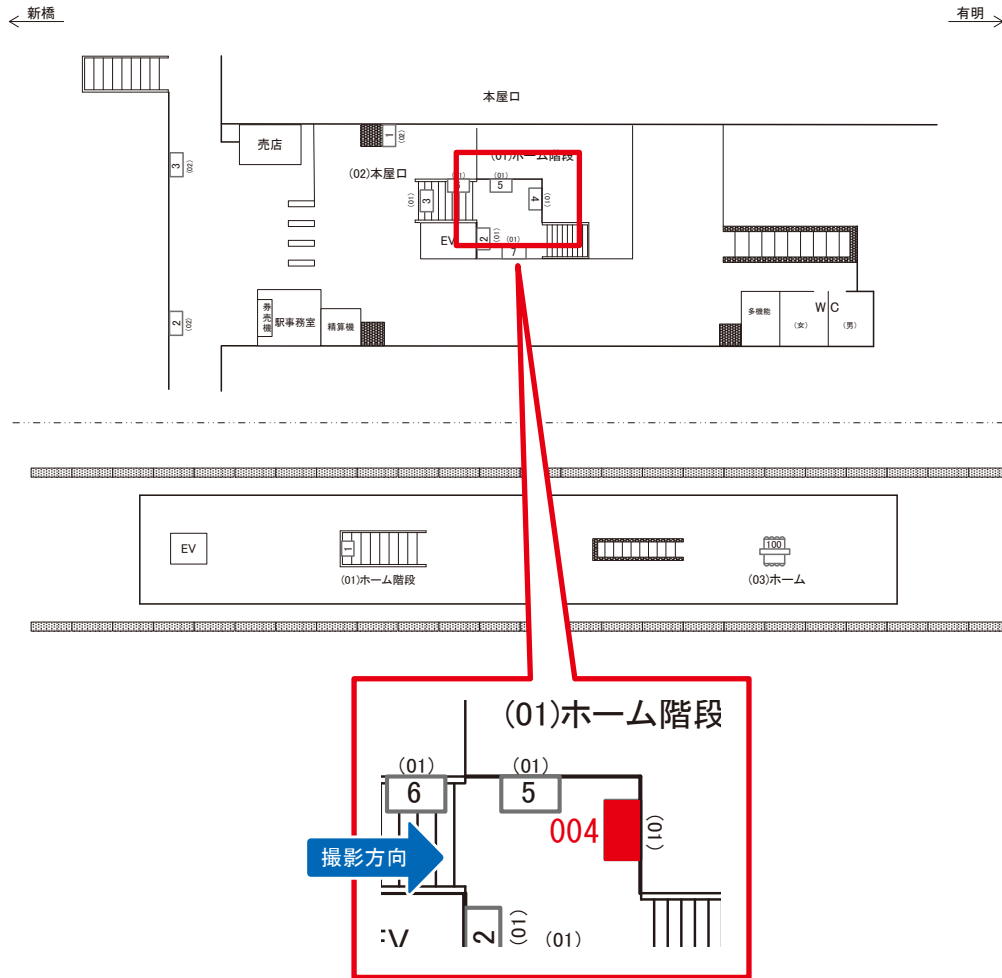 新橋
有明
本屋口
売店
1
(02)
(01)ホーム階段
3
(02)
(02)本屋口
(01)
(01)
5
4
(01)
(01)
3
EV
2
(01)
(01)
7
2
(02)
券売機
駅事務室
精算機
多機能
WC
(女)
(男)
EV
1
(01)ホーム階段
100
(03)ホーム
(01)ホーム階段
(01)
6
(01)
5
004
(01)
撮影方向
2
(01)
(01)